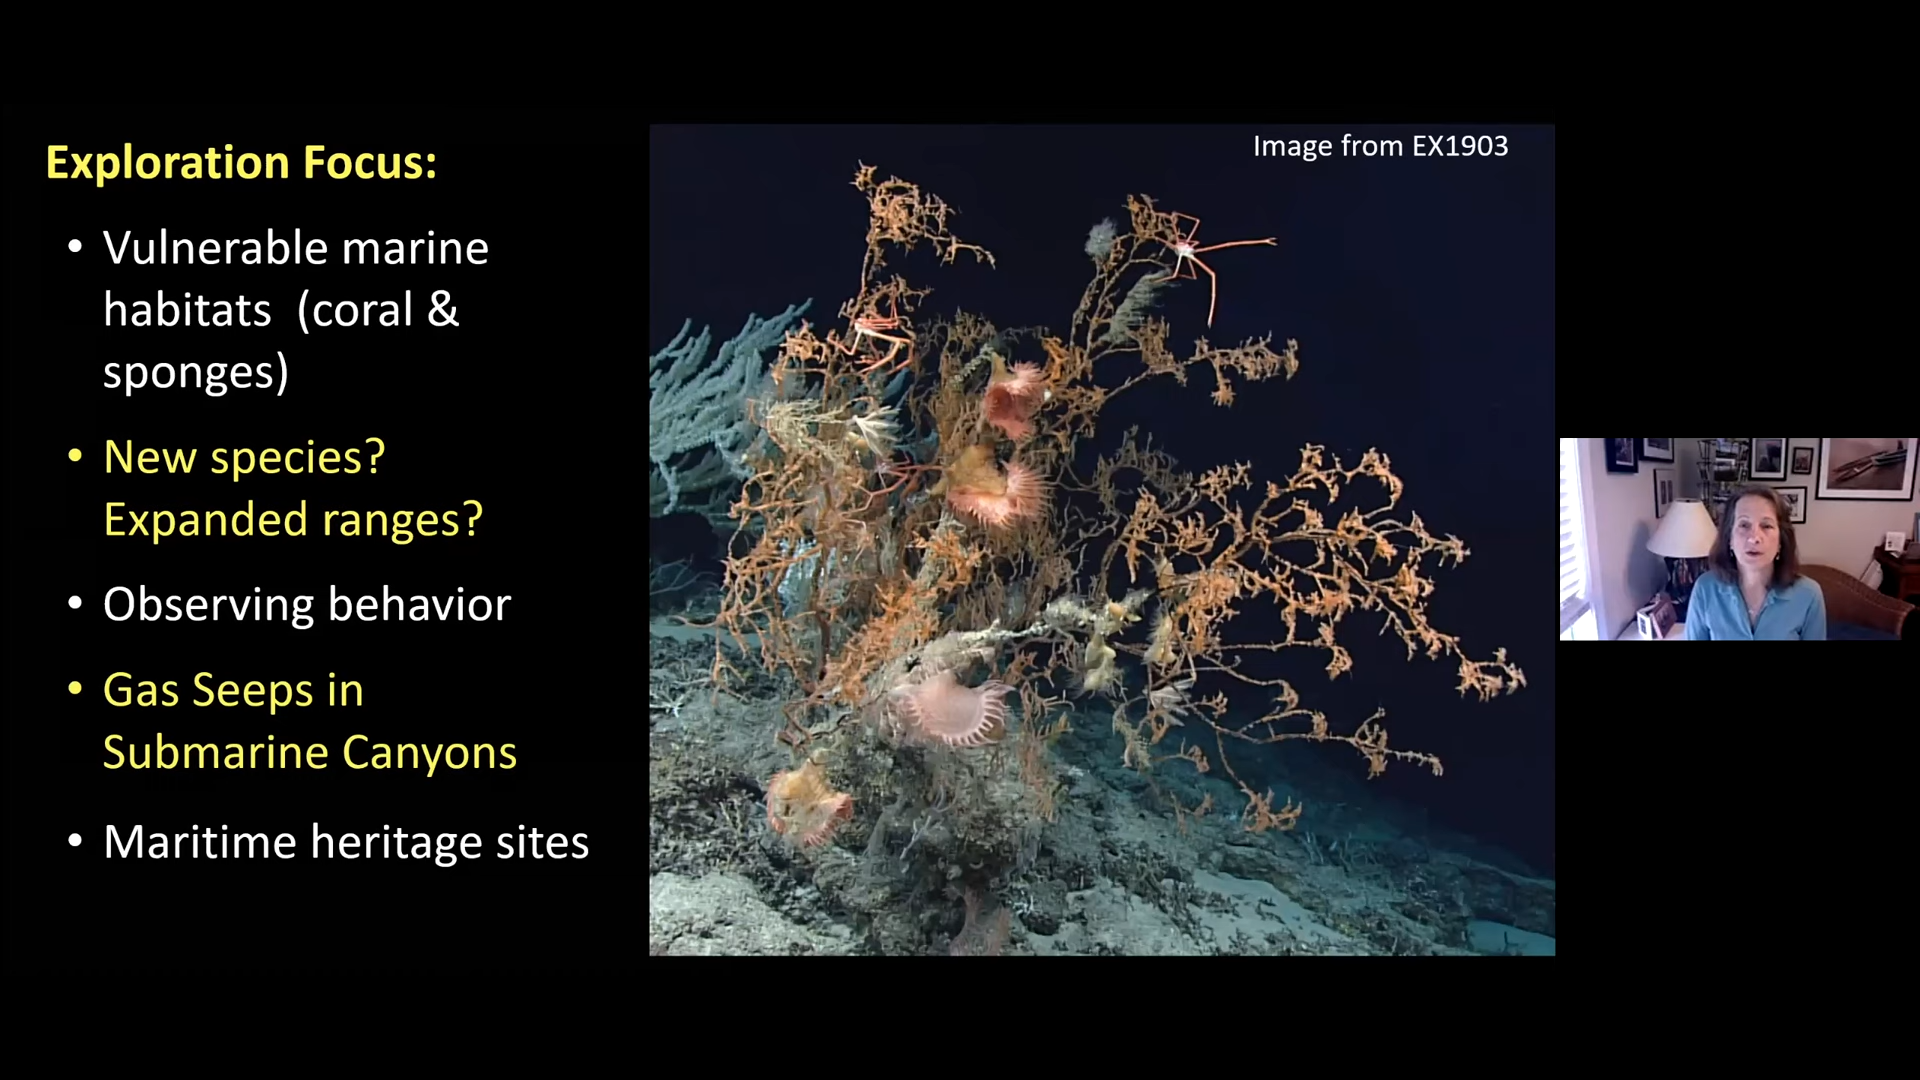 Exploration Focus:
• Vulnerable marine
habitats (coral &
sponges)
• New species?
Expanded ranges?
• Observing behavior
• Gas Seeps in
Submarine Canyons
• Maritime heritage sites
Image from EX1903